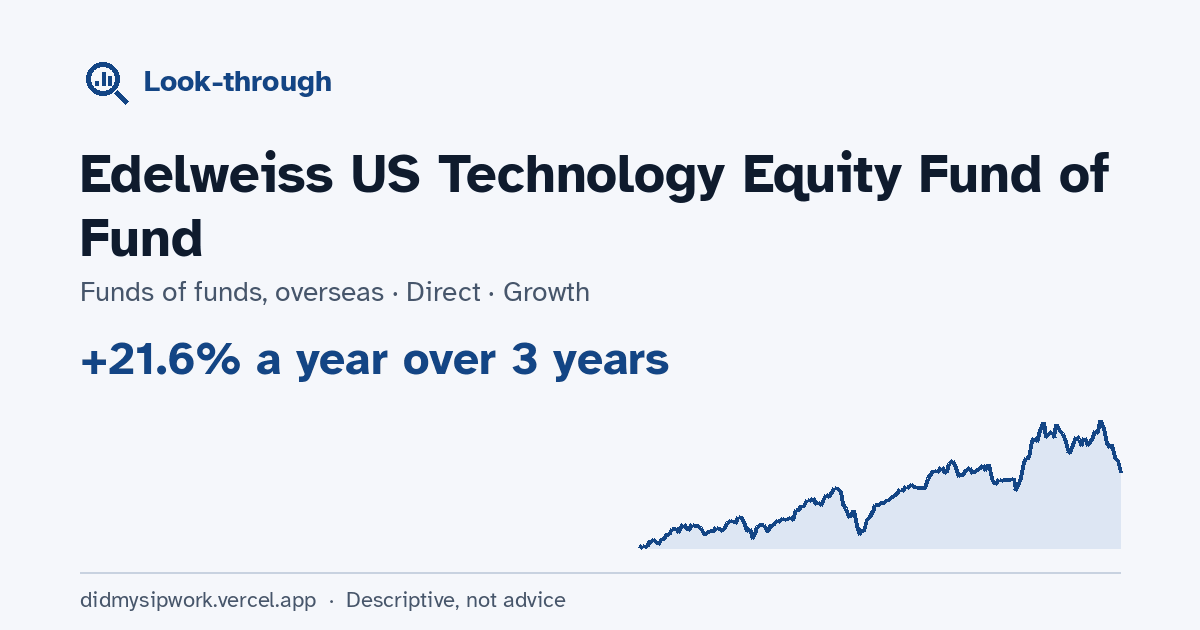 Look-through
Edelweiss US Technology Equity Fund of
Fund
Funds of funds, overseas · Direct · Growth
+21.6% a year over 3 years
didmysipwork.vercel.app · Descriptive, not advice